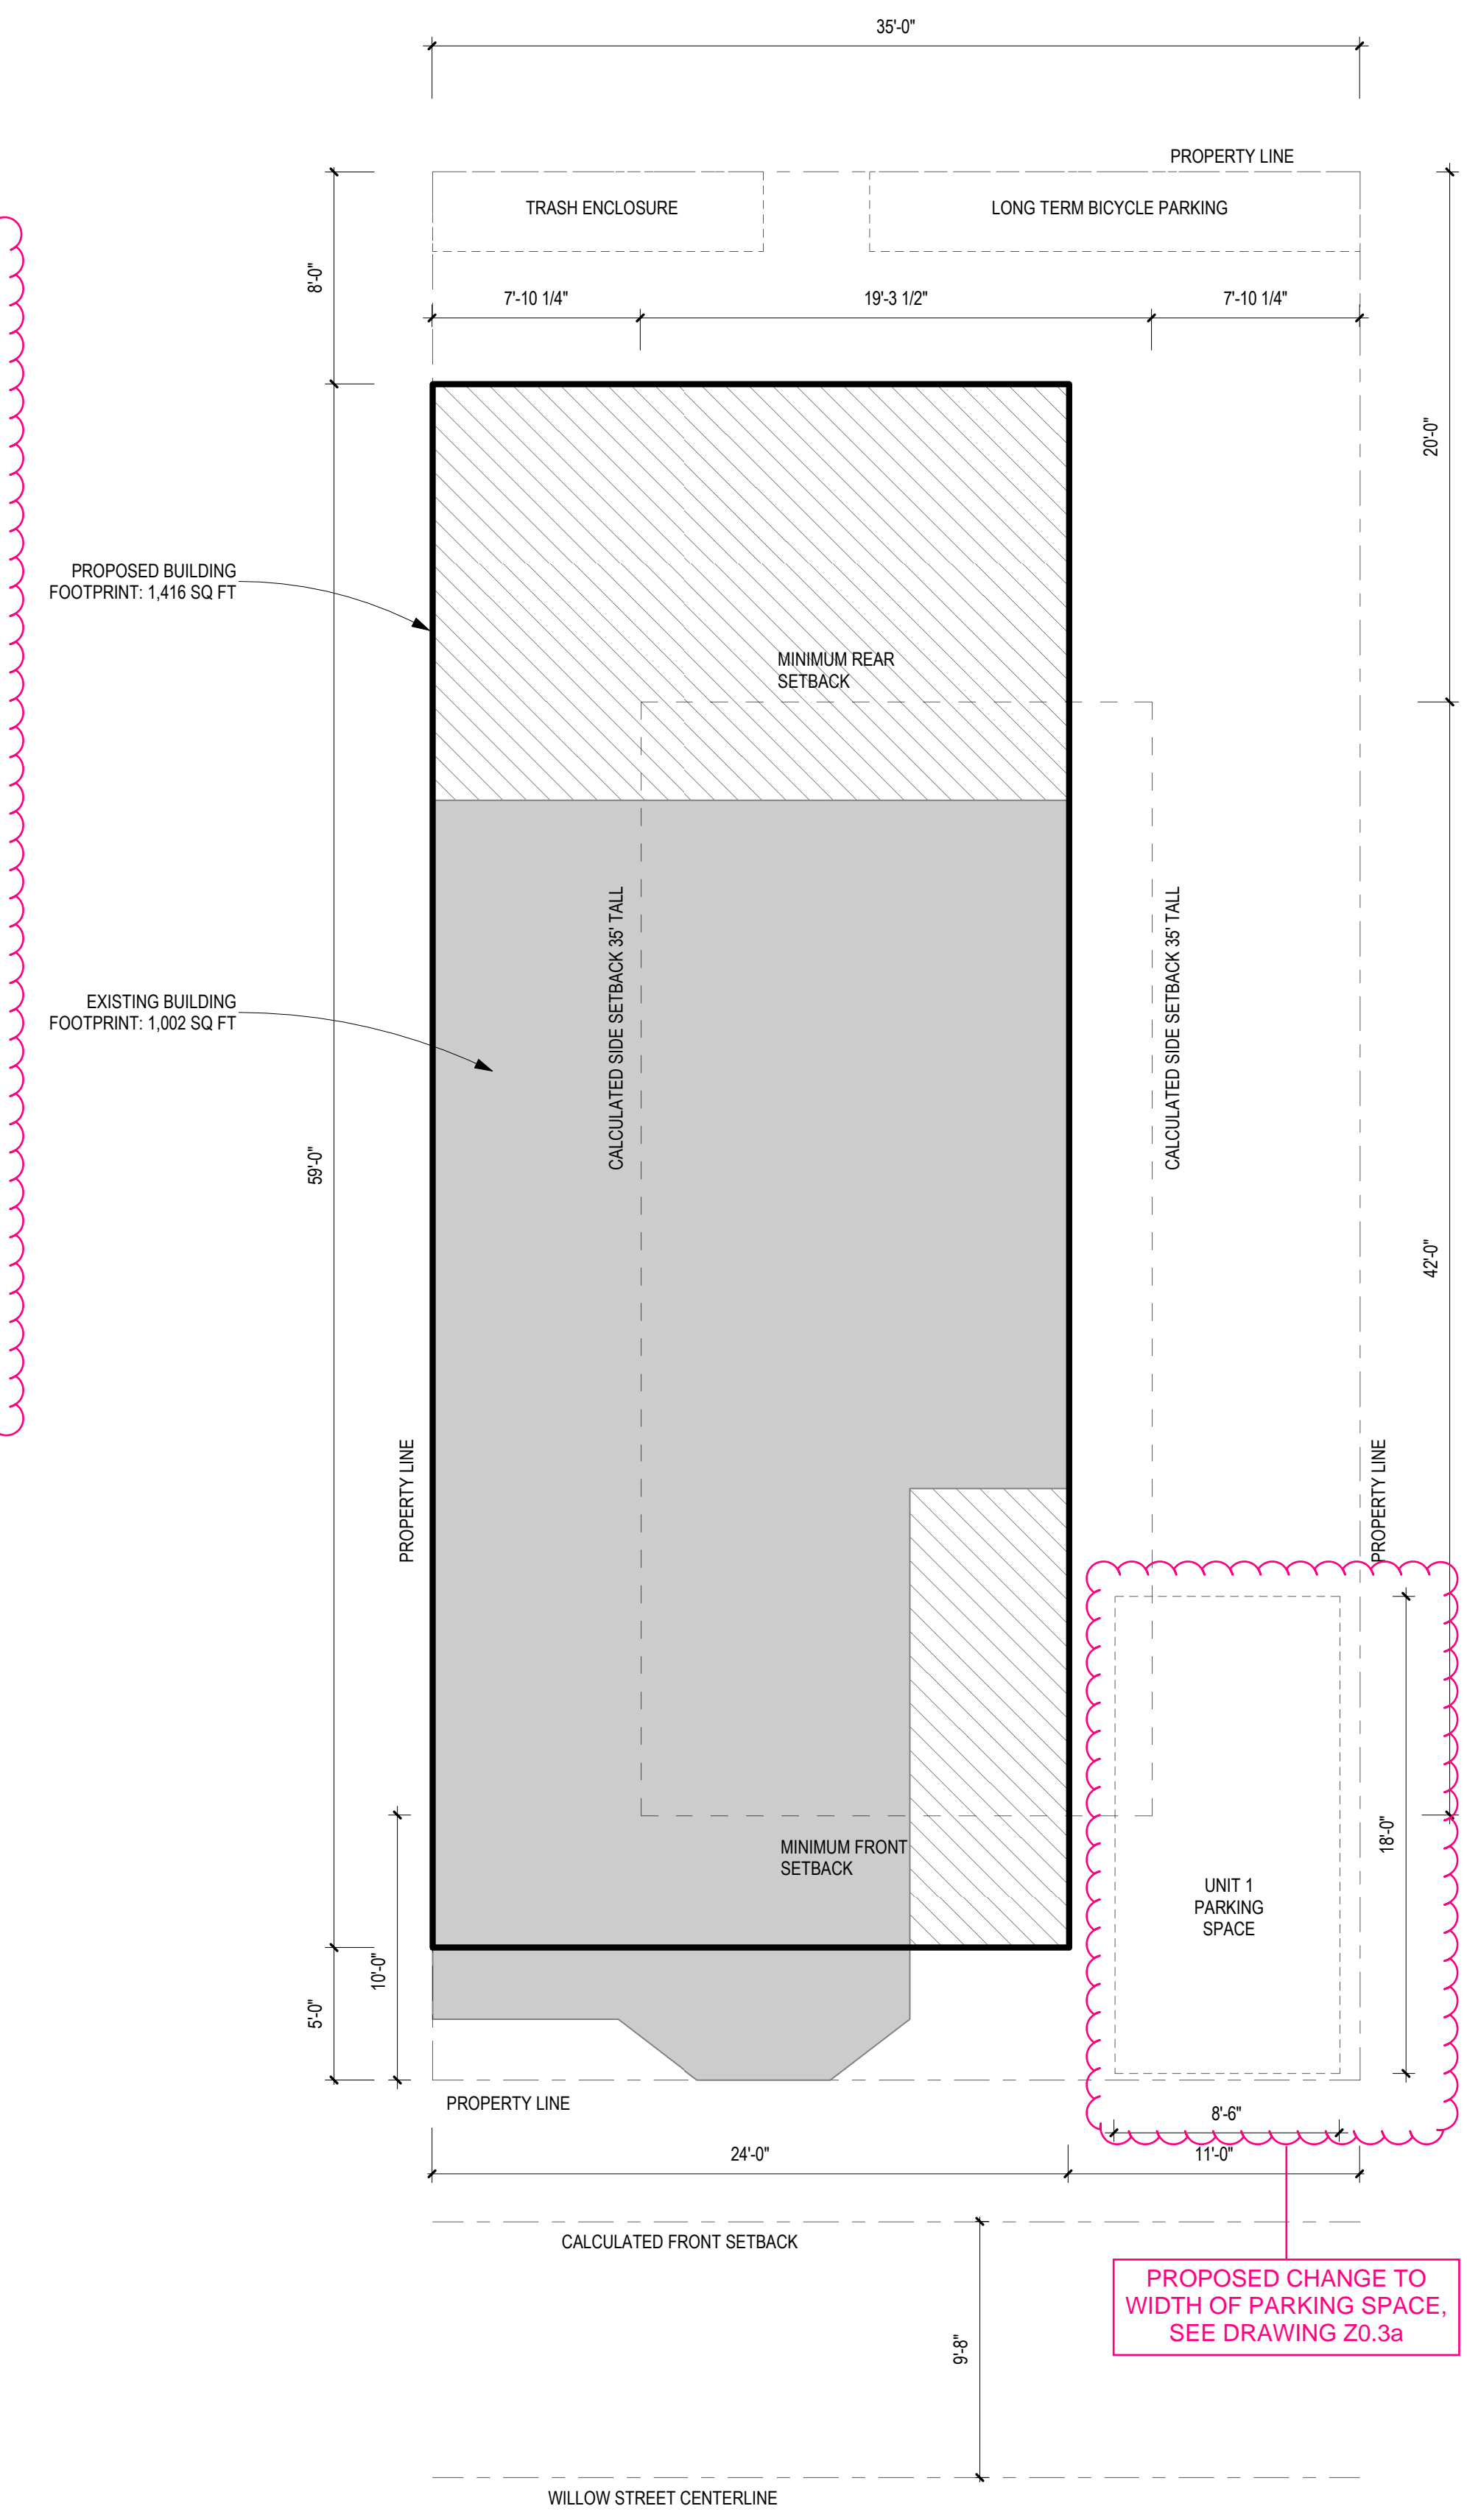 35'-0"
PROPERTY LINE
TRASH ENCLOSURE
LONG TERM BICYCLE PARKING
8'-0"
7'-10 1/4"
19'-3 1/2"
7'-10 1/4"
20'-0"
PROPOSED BUILDING
FOOTPRINT: 1,416 SQ FT
MINIMUM REAR
SETBACK
CALCULATED SIDE SETBACK 35' TALL
CALCULATED SIDE SETBACK 35' TALL
EXISTING BUILDING
FOOTPRINT: 1,002 SQ FT
59'-0"
42'-0"
PROPERTY LINE
PROPERTY LINE
18'-0"
MINIMUM FRONT
SETBACK
UNIT 1
PARKING
SPACE
10'-0"
5'-0"
PROPERTY LINE
8'-6"
24'-0"
11'-0"
CALCULATED FRONT SETBACK
PROPOSED CHANGE TO
WIDTH OF PARKING SPACE,
SEE DRAWING Z0.3a
9'-8"
WILLOW STREET CENTERLINE